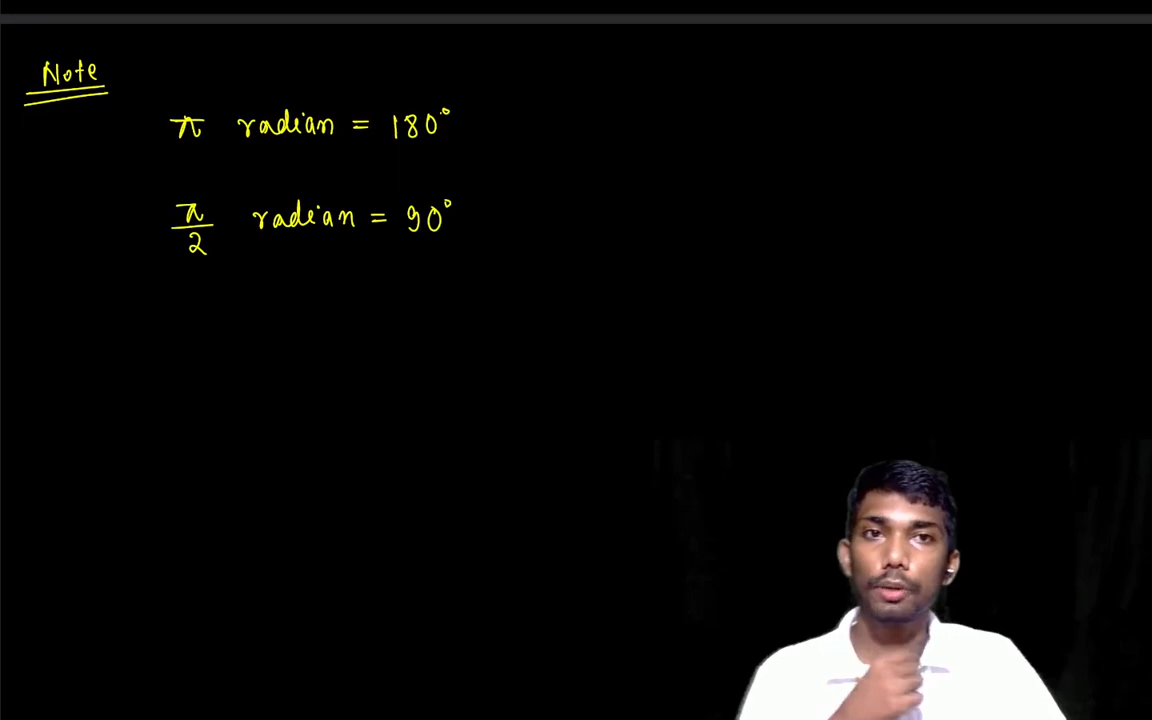 Note
π radian = 180°
π/2 radian = 90°